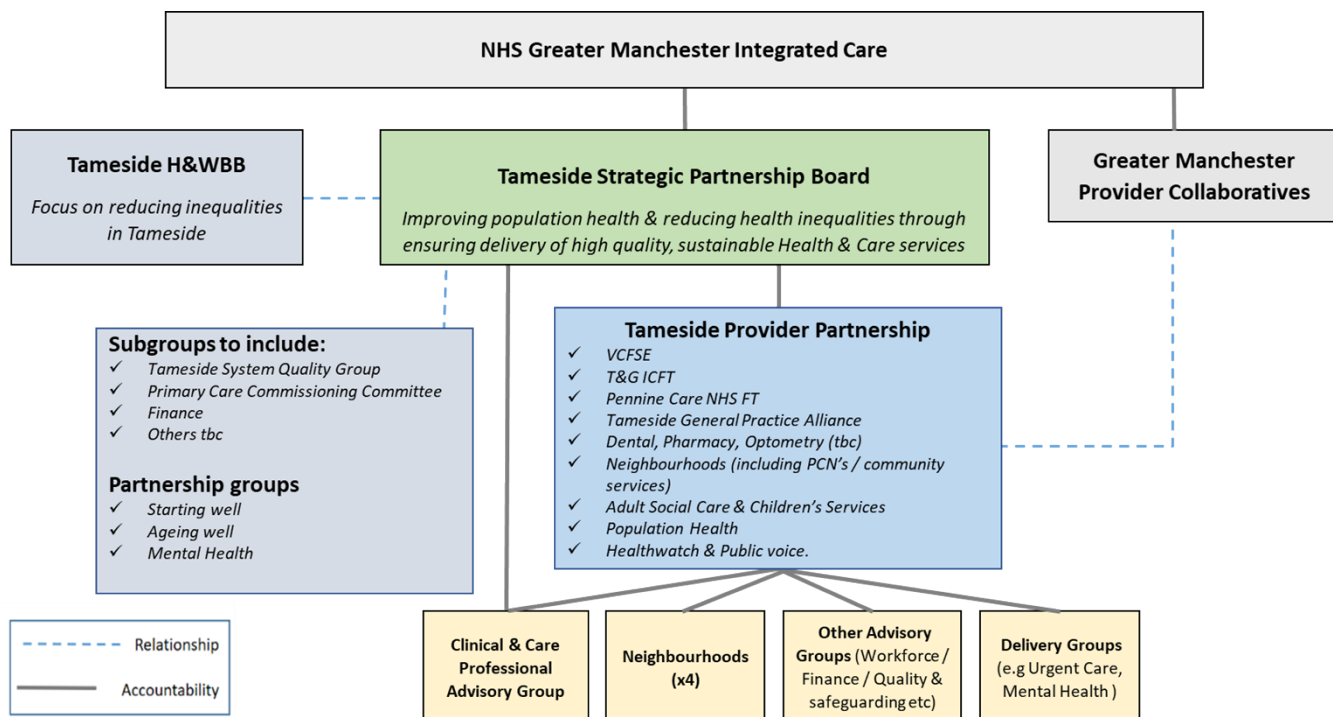 NHS Greater Manchester Integrated Care
Tameside H&WBB
Focus on reducing inequalities
in Tameside
Tameside Strategic Partnership Board
Improving population health & reducing health inequalities through
ensuring delivery of high quality, sustainable Health & Care services
Greater Manchester
Provider Collaboratives
Subgroups to include:
✓ Tameside System Quality Group
✓ Primary Care Commissioning Committee
✓ Finance
✓ Others tbc
Partnership groups
✓ Starting well
✓ Ageing well
✓ Mental Health
Tameside Provider Partnership
✓ VCFSE
✓ T&G ICFT
✓ Pennine Care NHS FT
✓ Tameside General Practice Alliance
✓ Dental, Pharmacy, Optometry (tbc)
✓ Neighbourhoods (including PCN's / community
services)
✓ Adult Social Care & Children's Services
✓ Population Health
✓ Healthwatch & Public voice.
Clinical & Care
Professional
Advisory Group
Neighbourhoods
(x4)
Other Advisory
Groups (Workforce /
Finance / Quality &
safeguarding etc)
Delivery Groups
(e.g Urgent Care,
Mental Health )
Relationship
Accountability